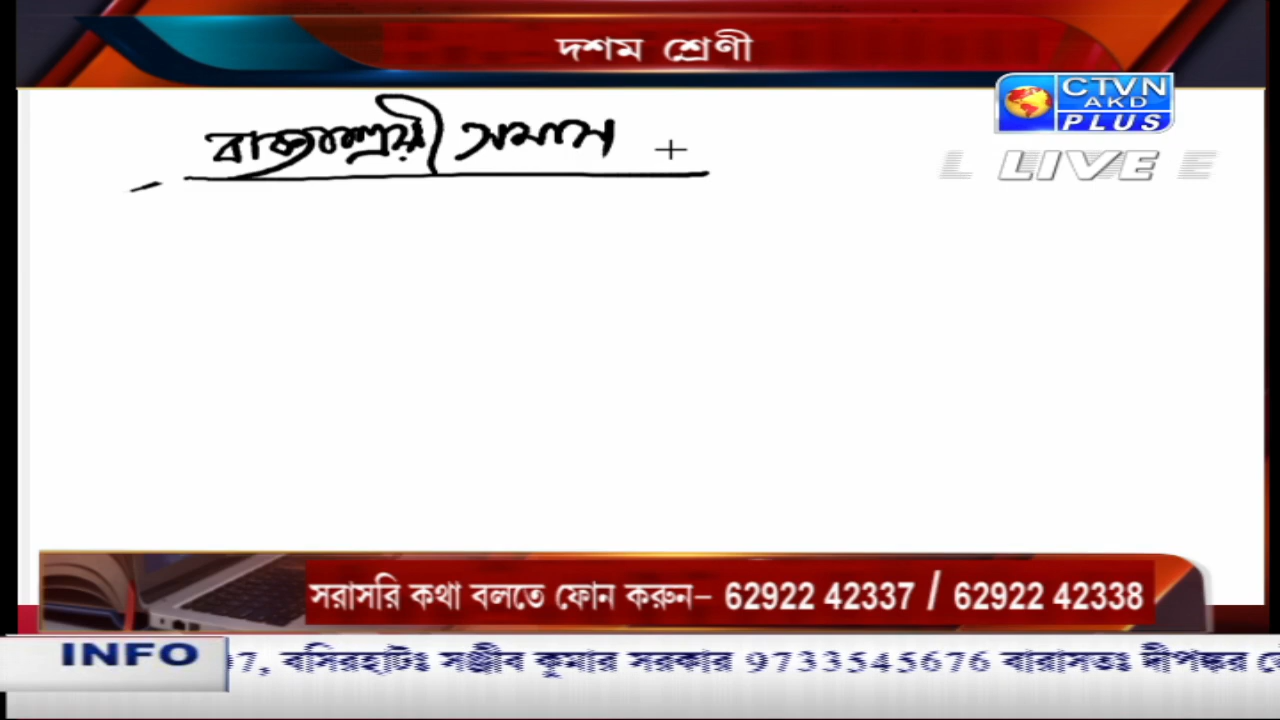 দশম শ্রেণী
CTVN
AKD
PLUS
LIVE
বাক্যাশ্রয়ী সমাস
সরাসরি কথা বলতে ফোন করুন- 62922 42337 / 62922 42338
INFO
97, বসিরহাটঃ সঞ্জীব কুমার সরকার 9733545676 বারাসতঃ দীপঙ্কর